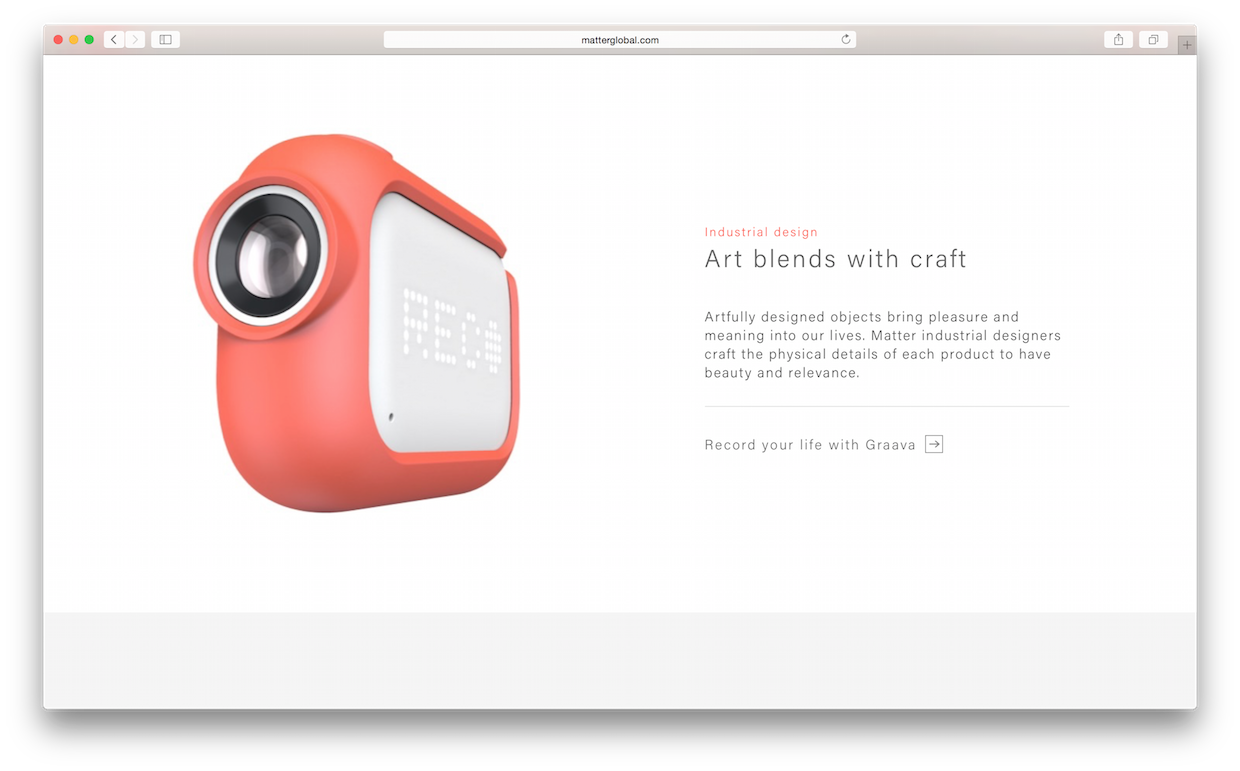 matterglobal.com
REC
Industrial design
Art blends with craft
Artfully designed objects bring pleasure and
meaning into our lives. Matter industrial designers
craft the physical details of each product to have
beauty and relevance.
Record your life with Graava